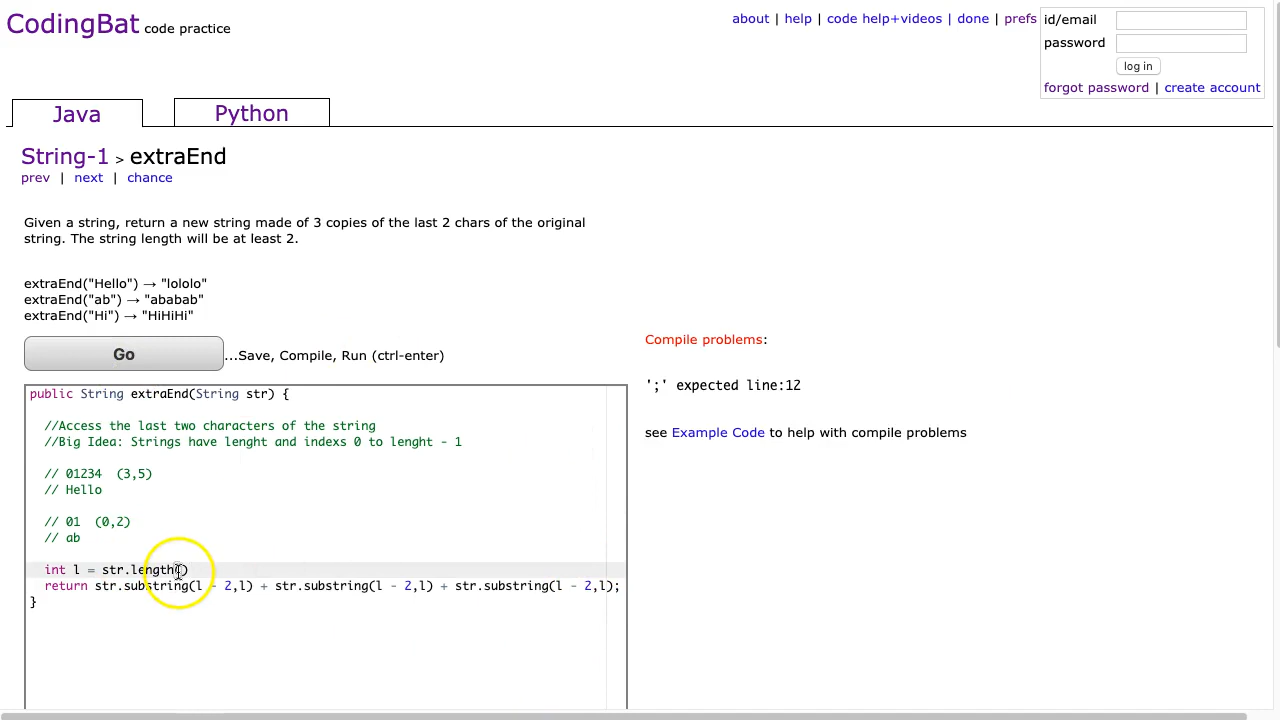 CodingBat code practice
about | help | code help+videos | done | prefs
id/email
password
log in
forgot password | create account
Java
Python
String-1 > extraEnd
prev | next | chance
Given a string, return a new string made of 3 copies of the last 2 chars of the original
string. The string length will be at least 2.
extraEnd("Hello") → "lololo"
extraEnd("ab") → "ababab"
extraEnd("Hi") → "HiHiHi"
Go
...Save, Compile, Run (ctrl-enter)
Compile problems:
';' expected line:12
see Example Code to help with compile problems
public String extraEnd(String str) {
//Access the last two characters of the string
//Big Idea: Strings have lenght and indexs 0 to lenght - 1
// 01234  (3,5)
// Hello
// 01  (0,2)
// ab
int l = str.length()
return str.substring(l - 2,l) + str.substring(l - 2,l) + str.substring(l - 2,l);
}